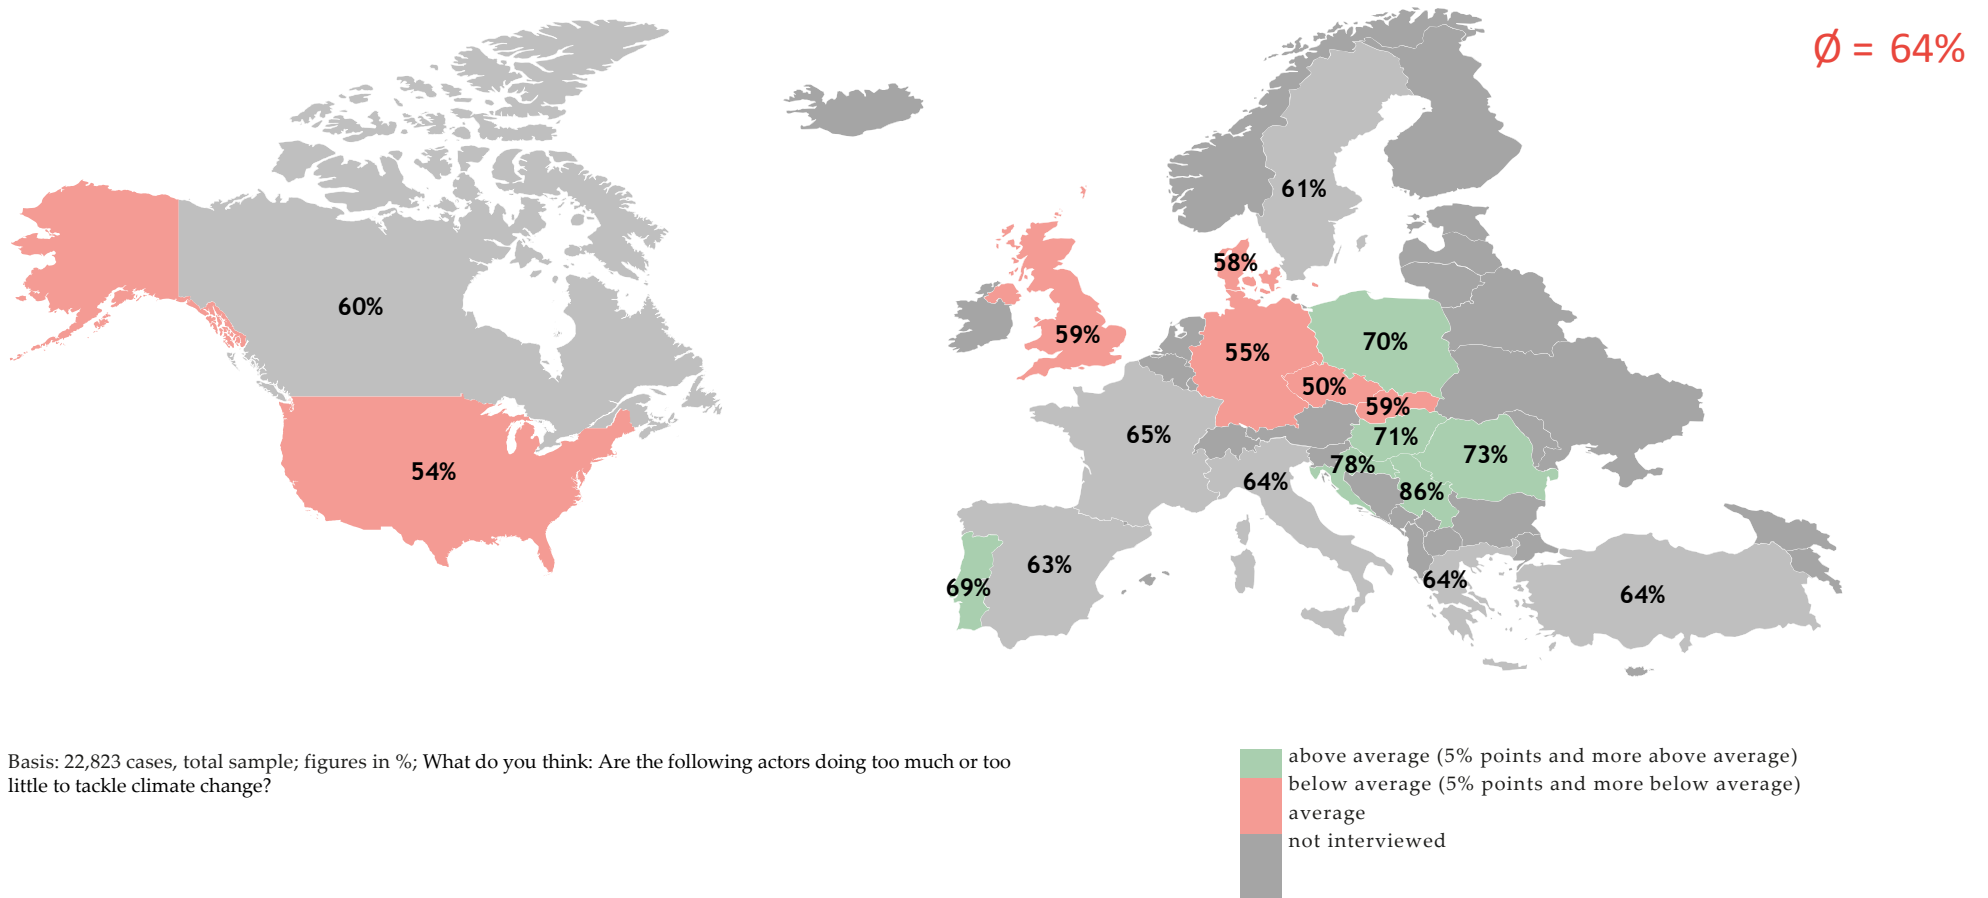 Ø = 64%
61%
58%
60%
59%
70%
55%
50%
59%
65%
71%
73%
54%
78%
64%
86%
63%
64%
69%
64%
Basis: 22,823 cases, total sample; figures in %; What do you think: Are the following actors doing too much or too
little to tackle climate change?
above average (5% points and more above average)
below average (5% points and more below average)
average
not interviewed